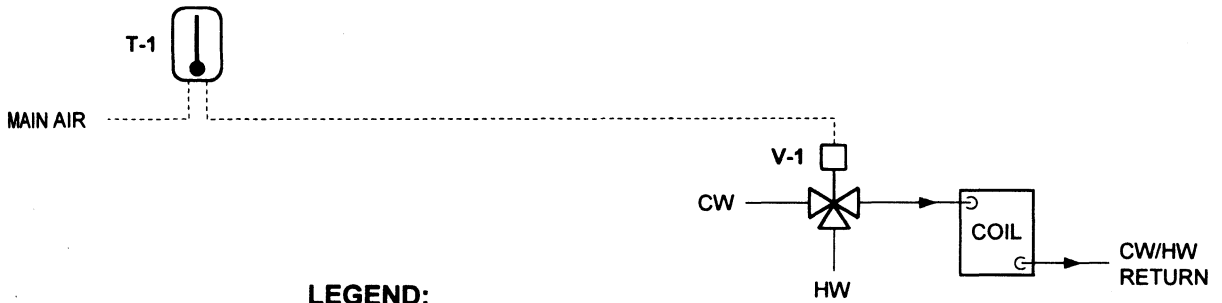 T-1
MAIN AIR
V-1
CW
COIL
CW/HW
RETURN
HW
LEGEND: